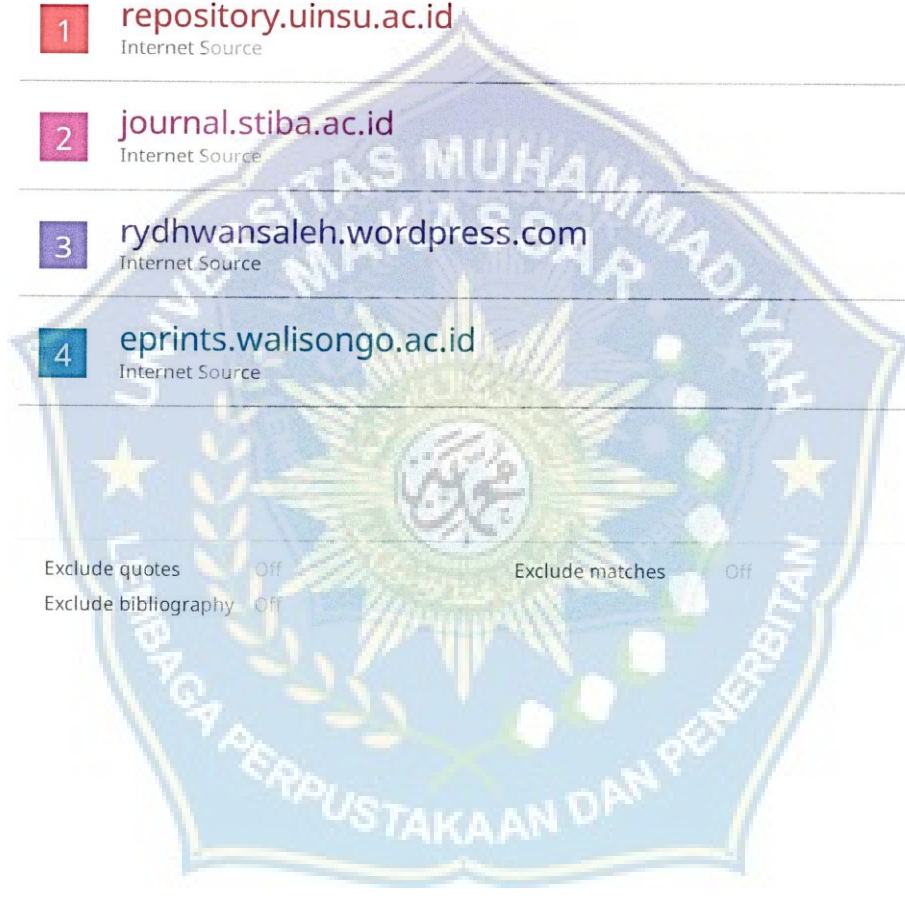 1 repository.uinsu.ac.id
Internet Source
2 journal.stiba.ac.id
Internet Source
3 rydhwansaleh.wordpress.com
Internet Source
4 eprints.walisongo.ac.id
Internet Source
Exclude quotes Off
Exclude matches Off
Exclude bibliography Off
UNIVERSITAS MUHAMMADIYAH
MAKASSAR
محمد
LEMBAGA PERPUSTAKAAN DAN PENERBITAN